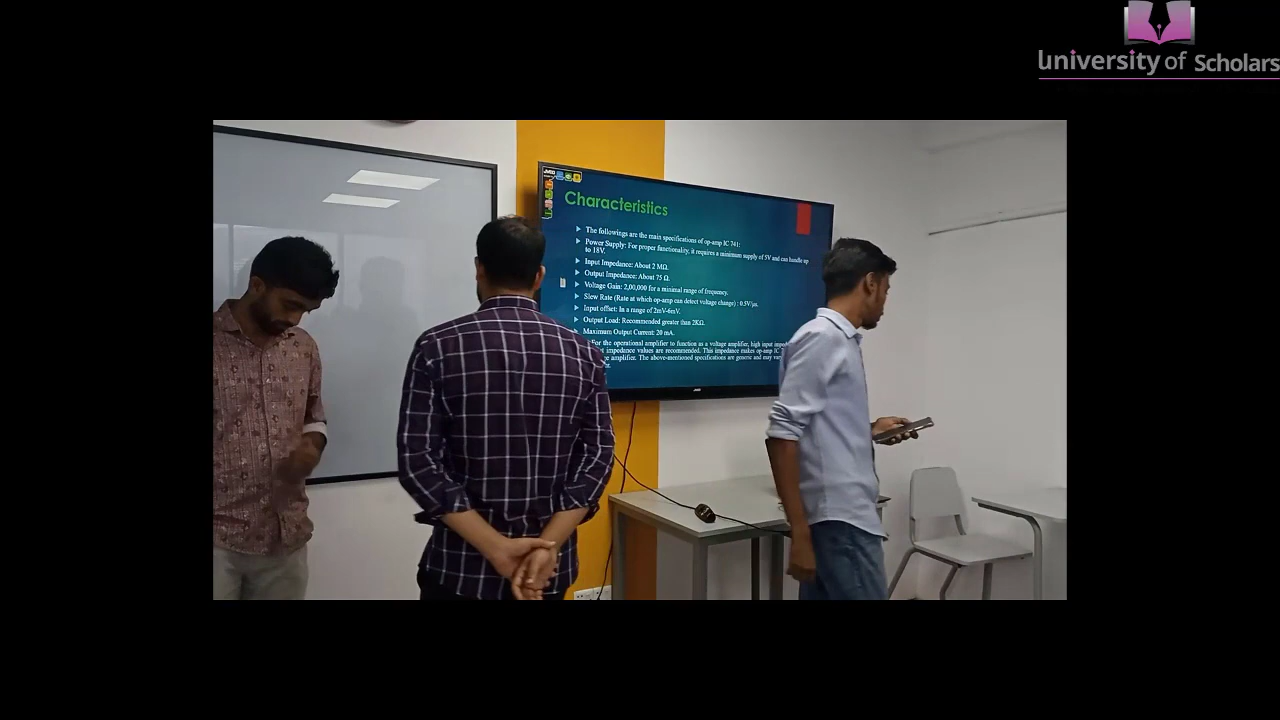 university of Scholars
JVCO
Characteristics
The followings are the main specifications of op-amp IC 741:
Power Supply: For proper functionality, it requires a minimum supply of 5V and can handle up
to 18V.
Input Impedance: About 2 MΩ.
Output Impedance: About 75 Ω.
Voltage Gain: 2,00,000 for a minimal range of frequency.
Slew Rate (Rate at which op-amp can detect voltage change) : 0.5V/µs.
Input offset: In a range of 2mV-6mV.
Output Load: Recommended greater than 2KΩ.
Maximum Output Current: 20 mA.
For the operational amplifier to function as a voltage amplifier, high input
impedance values are recommended. This impedance makes op-amp IC
amplifier. The above-mentioned specifications are generic and may